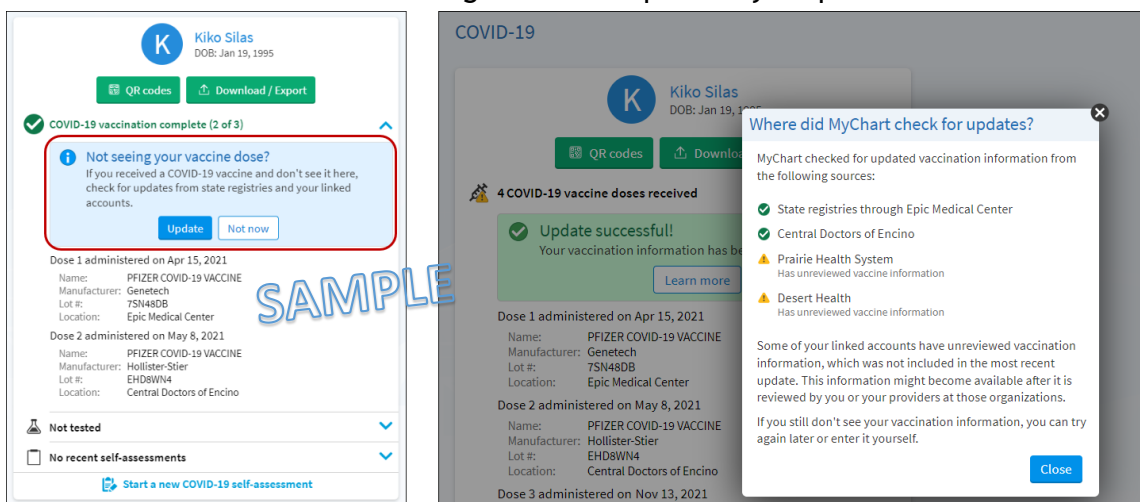 K
Kiko Silas
DOB: Jan 19, 1995
QR codes
Download / Export
COVID-19 vaccination complete (2 of 3)
Not seeing your vaccine dose?
If you received a COVID-19 vaccine and don't see it here,
check for updates from state registries and your linked
accounts.
Update
Not now
Dose 1 administered on Apr 15, 2021
Name: PFIZER COVID-19 VACCINE
Manufacturer: Genetech
Lot #: 7SN48DB
Location: Epic Medical Center
Dose 2 administered on May 8, 2021
Name: PFIZER COVID-19 VACCINE
Manufacturer: Hollister-Stier
Lot #: EHD8WN4
Location: Central Doctors of Encino
Not tested
No recent self-assessments
Start a new COVID-19 self-assessment
SAMPLE
COVID-19
K
Kiko Silas
DOB: Jan 19,
QR codes
4 COVID-19 vaccine doses received
Update successful!
Your vaccination information has
Learn more
Dose 1 administered on Apr 15, 2021
Name: PFIZER COVID-19 VACCINE
Manufacturer: Genetech
Lot #: 7SN48DB
Location: Epic Medical Center
Dose 2 administered on May 8, 2021
Name: PFIZER COVID-19 VACCINE
Manufacturer: Hollister-Stier
Lot #: EHD8WN4
Location: Central Doctors of Encino
Dose 3 administered on Nov 13, 2021
Where did MyChart check for updates?
MyChart checked for updated vaccination information from
the following sources:
State registries through Epic Medical Center
Central Doctors of Encino
Prairie Health System
Has unreviewed vaccine information
Desert Health
Has unreviewed vaccine information
Some of your linked accounts have unreviewed vaccination
information, which was not included in the most recent
update. This information might become available after it is
reviewed by you or your providers at those organizations.
If you still don't see your vaccination information, you can try
again later or enter it yourself.
Close